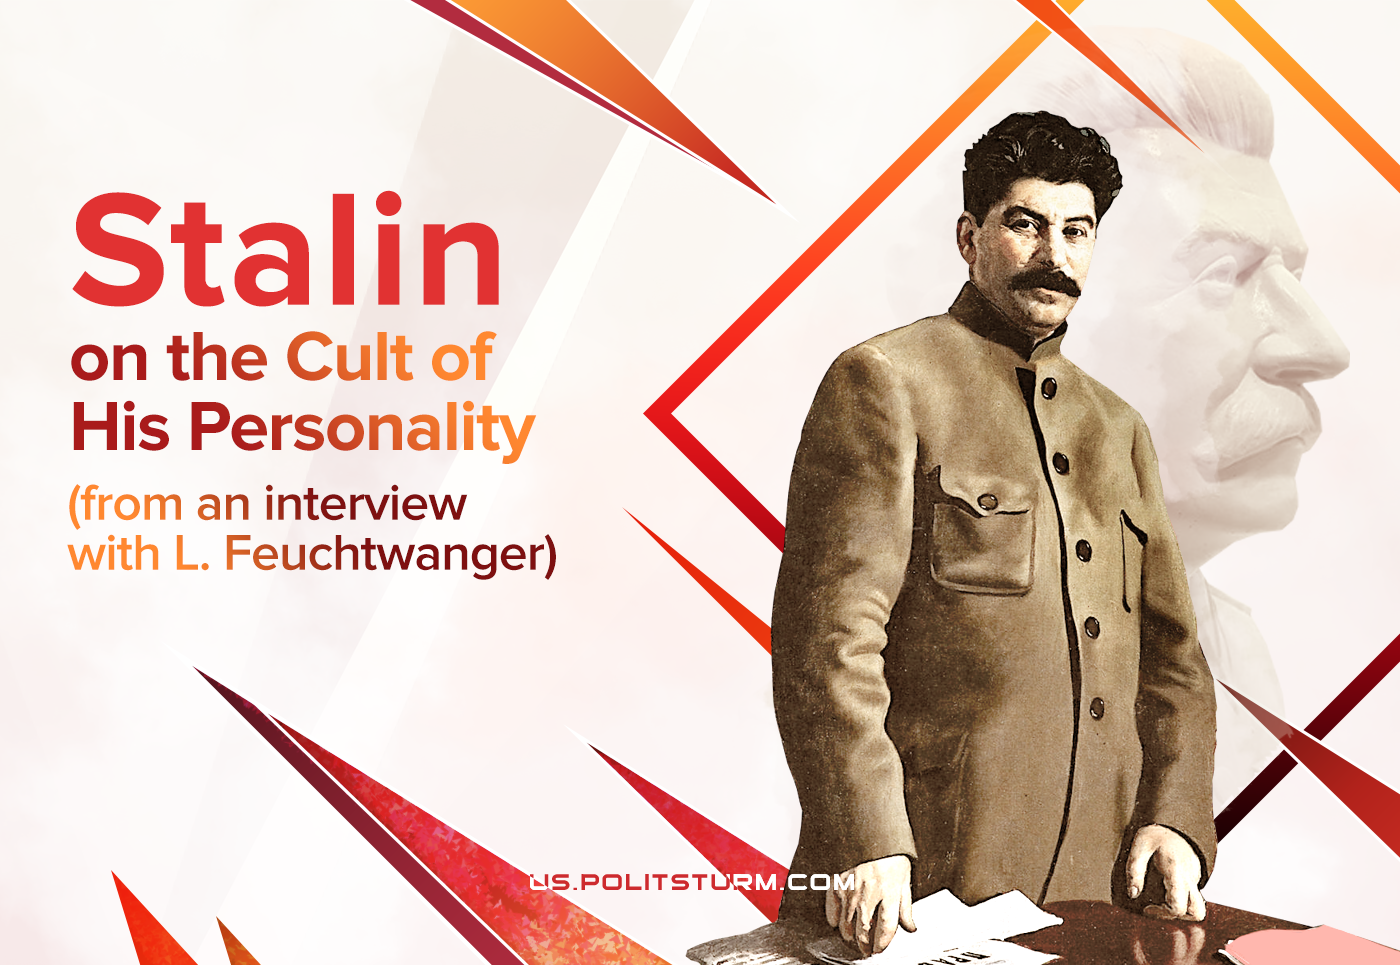 Stalin
on the Cult of
His Personality
(from an interview
with L. Feuchtwanger)
US.POLITSTURM.COM